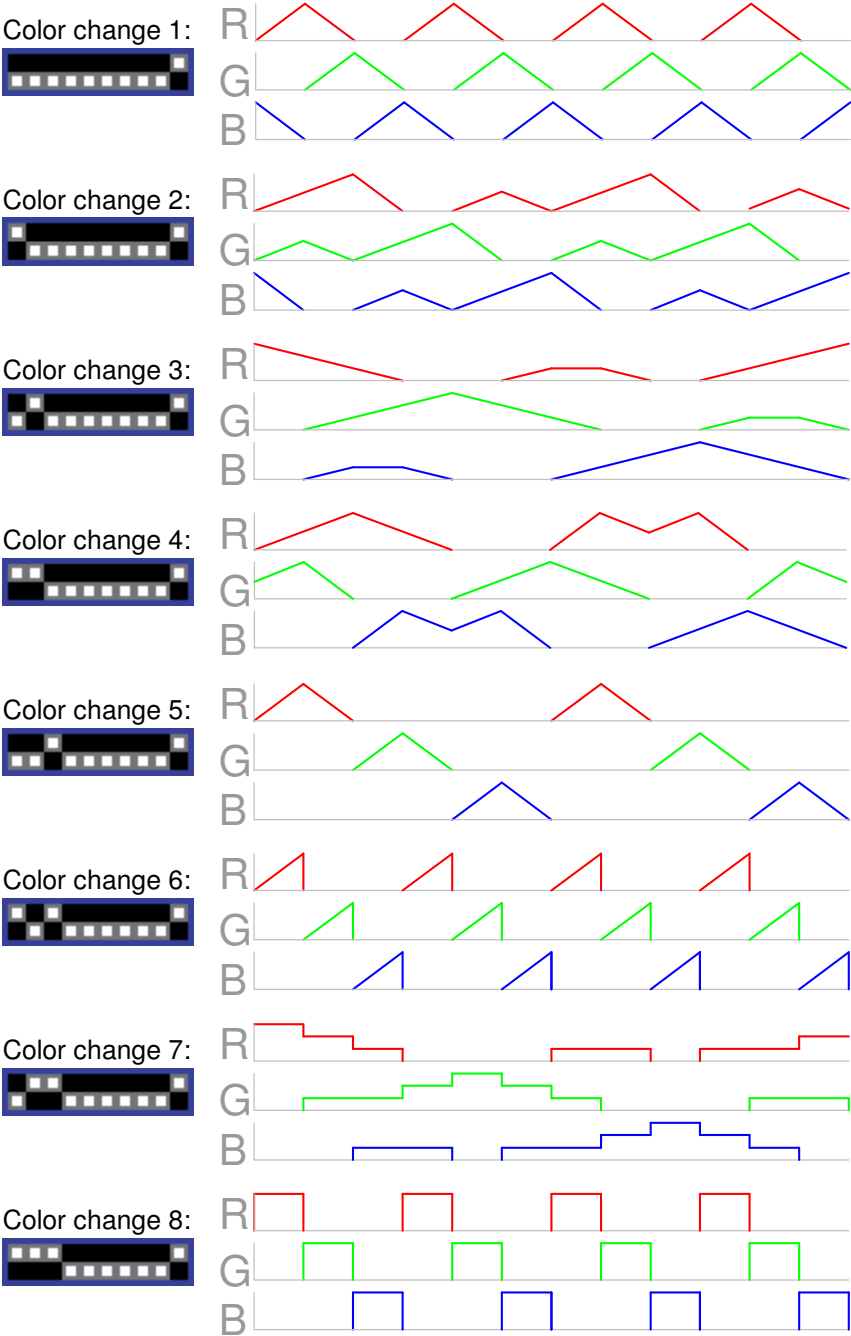 Color change 1:
R
G
B
Color change 2:
R
G
B
Color change 3:
R
G
B
Color change 4:
R
G
B
Color change 5:
R
G
B
Color change 6:
R
G
B
Color change 7:
R
G
B
Color change 8:
R
G
B